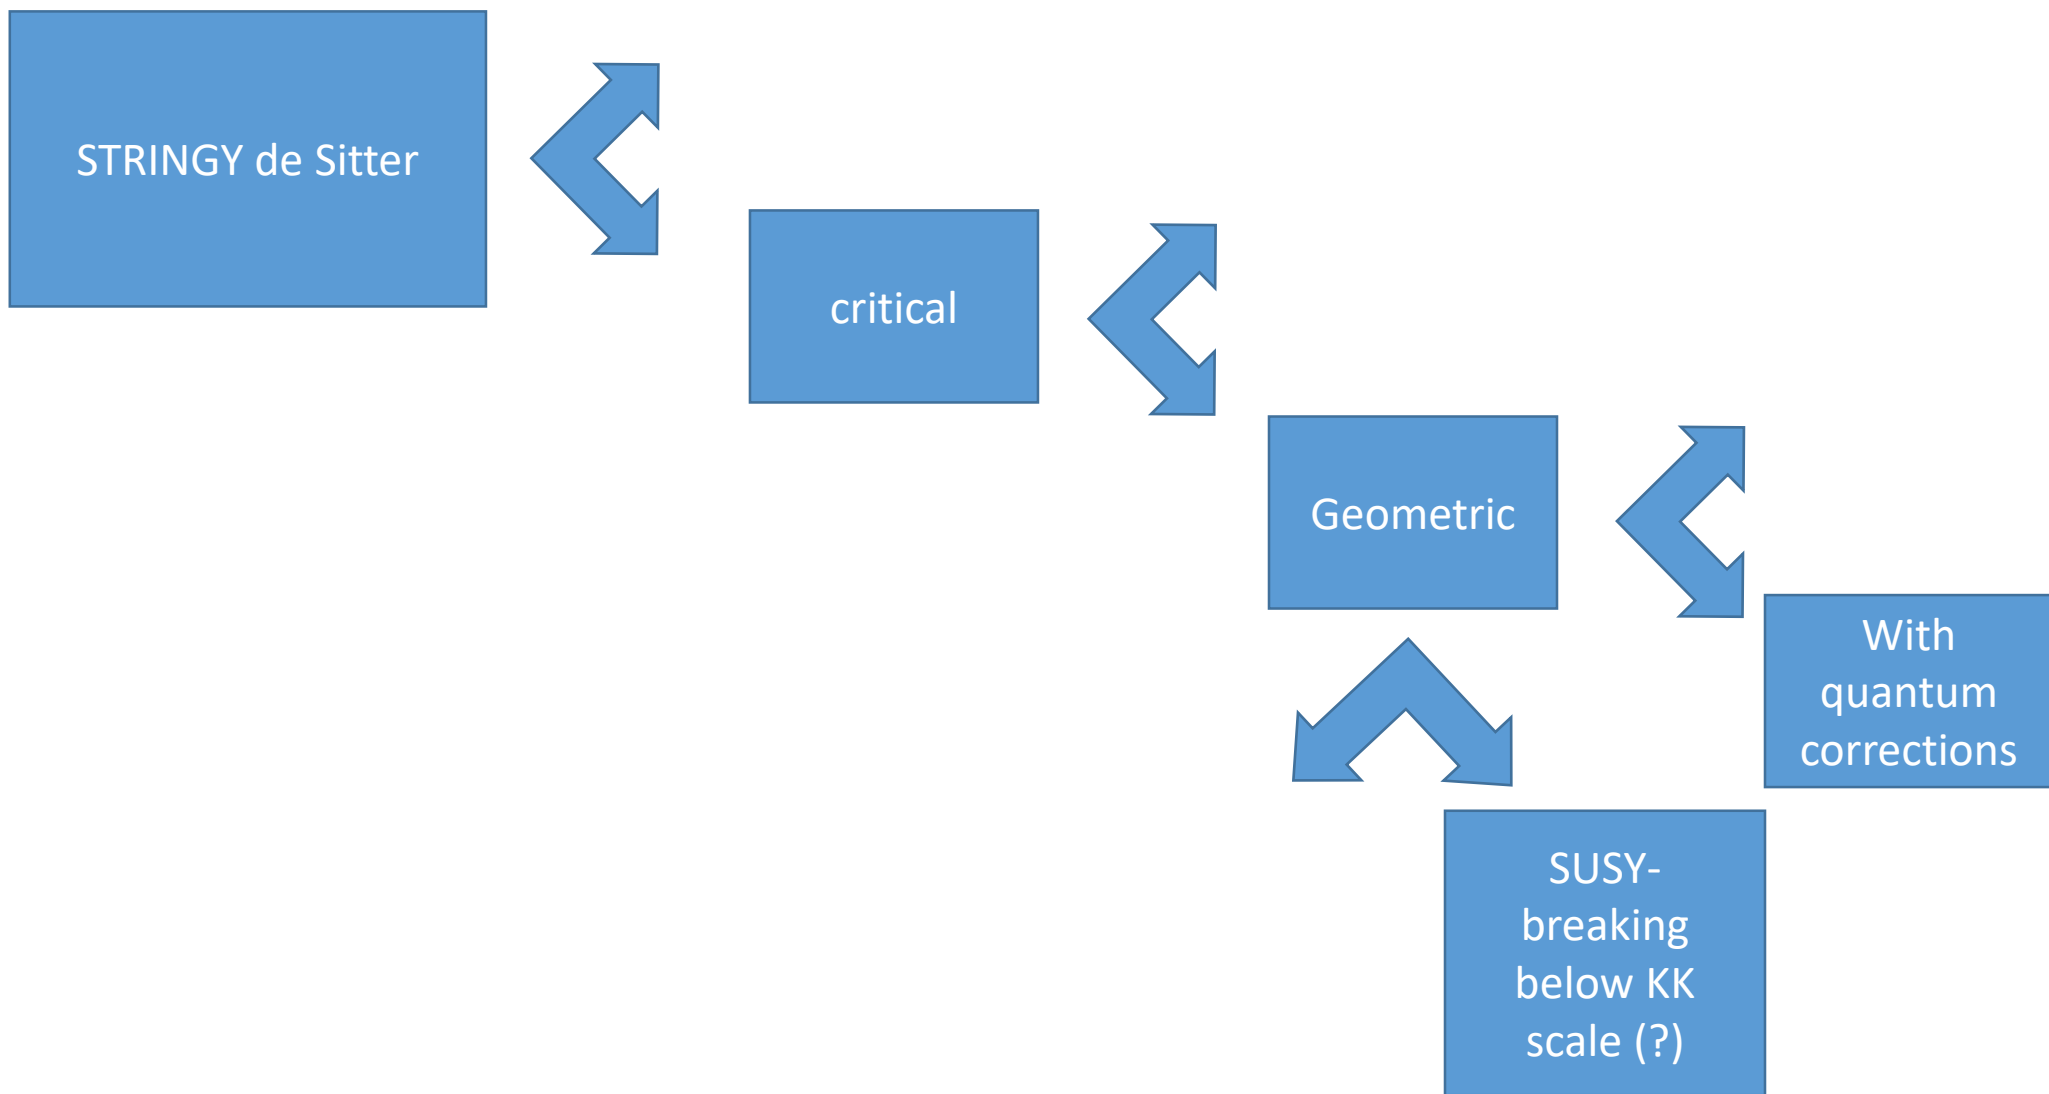 STRINGY de Sitter
critical
Geometric
With
quantum
corrections
SUSY-
breaking
below KK
scale (?)